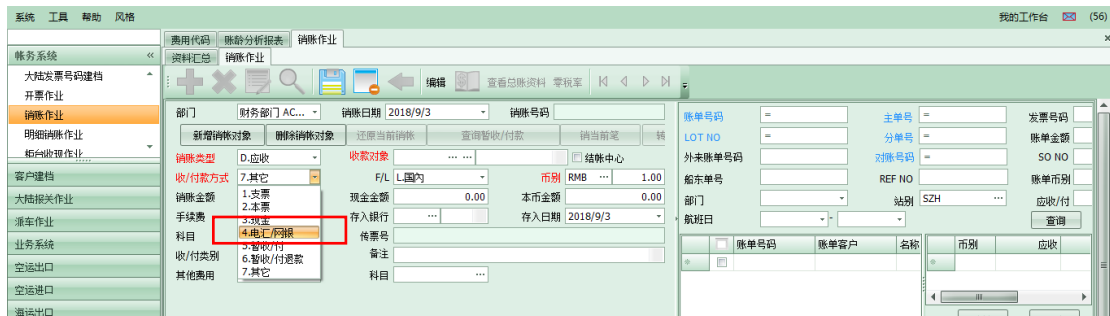 系统 工具 帮助 风格 我的工作台 (56)
费用代码 账龄分析报表 销账作业
帐务系统 « 资料汇总 销账作业
大陆发票号码建档
开票作业
销账作业
明细销账作业
柜台收现作业
客户建档
大陆报关作业
派车作业
业务系统
空运出口
空运进口
海运出口
编辑 查看总账资料 零税率
部门 财务部门 AC... 销账日期 2018/9/3 销账号码
新增销帐对象 删除销帐对象 还原当前销帐 查询暂收/付款 销当前笔 转
销账类型 D.应收 收款对象 ... ... 结帐中心
收/付款方式 7.其它 F/L L.国内 币别 RMB ... 1.00
销账金额 现金金额 0.00 本币金额 0.00
手续费 存入银行 ... 存入日期 2018/9/3
科目 传票号
收/付类别 备注
其他费用 科目 ...
1.支票
2.本票
3.现金
4.电汇/网银
5.暂收/付
6.暂收/付退款
7.其它
账单号码 = 主单号 = 发票号码
LOT NO = 分单号 = 账单金额
外来账单号码 对账号码 = SO NO
船东单号 REF NO 账单币别
部门 站别 SZH ... 应收/付
航班日 - 查询
账单号码 账单客户 名称 币别 应收